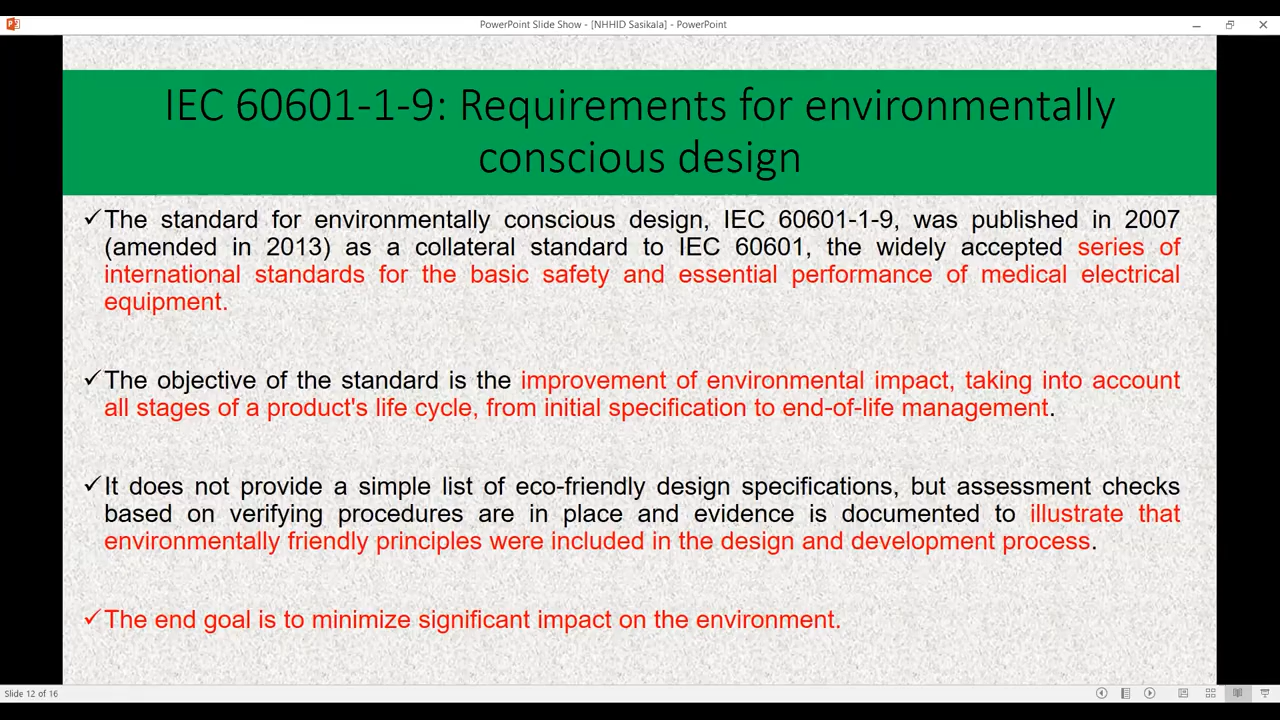 PowerPoint Slide Show - [NHHID Sasikala] - PowerPoint
IEC 60601-1-9: Requirements for environmentally
conscious design
✓The standard for environmentally conscious design, IEC 60601-1-9, was published in 2007
(amended in 2013) as a collateral standard to IEC 60601, the widely accepted series of
international standards for the basic safety and essential performance of medical electrical
equipment.
✓The objective of the standard is the improvement of environmental impact, taking into account
all stages of a product's life cycle, from initial specification to end-of-life management.
✓It does not provide a simple list of eco-friendly design specifications, but assessment checks
based on verifying procedures are in place and evidence is documented to illustrate that
environmentally friendly principles were included in the design and development process.
✓The end goal is to minimize significant impact on the environment.
Slide 12 of 16